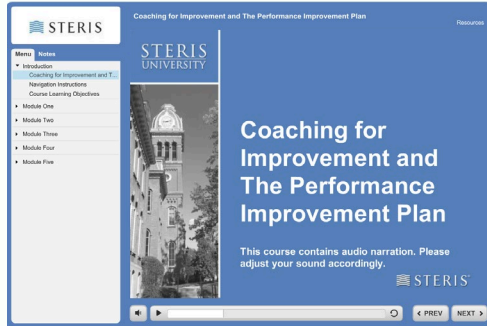 STERIS
Coaching for Improvement and The Performance Improvement Plan
Resources
Menu Notes
Introduction
Coaching for Improvement and T...
Navigation Instructions
Course Learning Objectives
Module One
Module Two
Module Three
Module Four
Module Five
STERIS
UNIVERSITY
Coaching for
Improvement and
The Performance
Improvement Plan
This course contains audio narration. Please
adjust your sound accordingly.
STERIS
< PREV
NEXT >